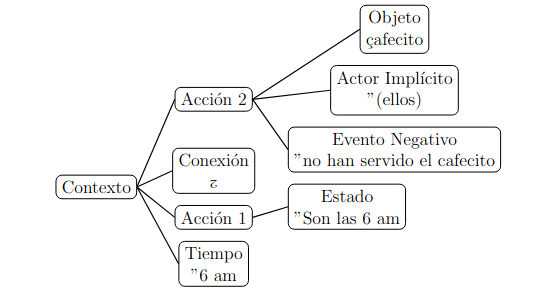 Objeto
çafecito
Actor Implícito
"(ellos)
Acción 2
Evento Negativo
"no han servido el cafecito
Conexión
Contexto
Estado
"Son las 6 am
Acción 1
Tiempo
"6 am